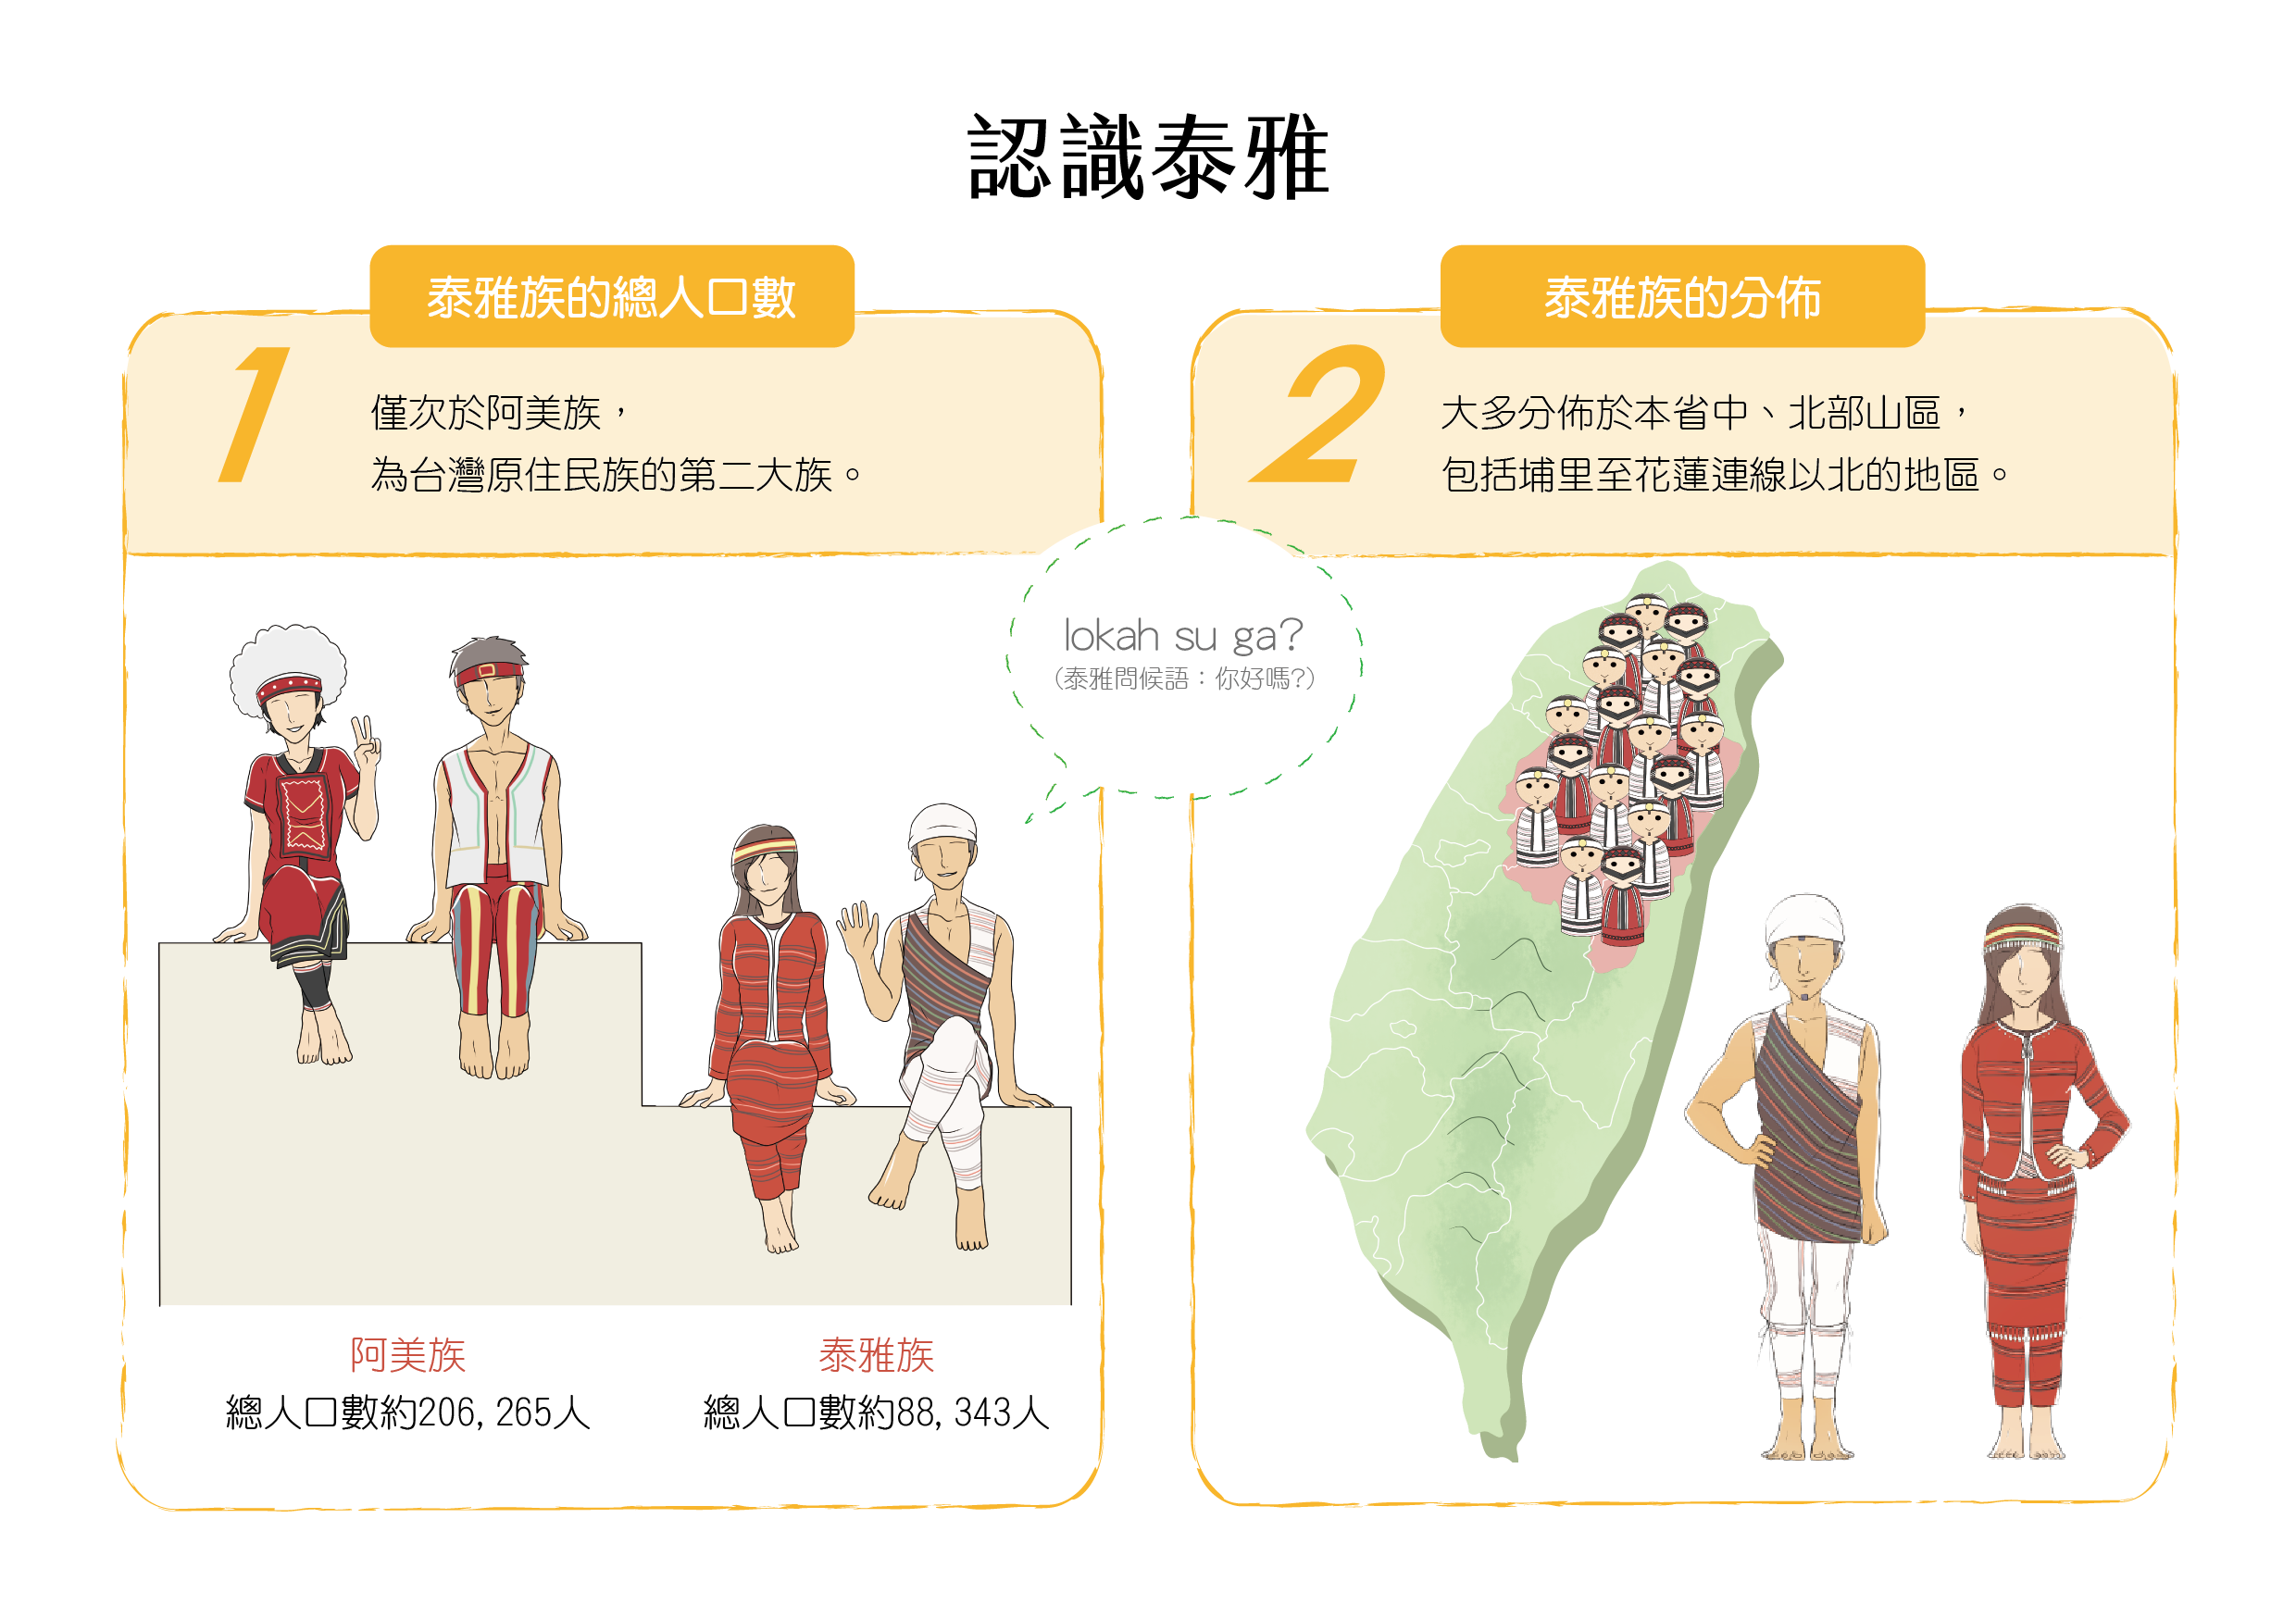 認識泰雅
泰雅族的總人口數
1
僅次於阿美族，
為台灣原住民族的第二大族。
阿美族
總人口數約206, 265人
泰雅族
總人口數約88, 343人
lokah su ga?
(泰雅問候語：你好嗎?)
泰雅族的分佈
2
大多分佈於本省中、北部山區，
包括埔里至花蓮連線以北的地區。